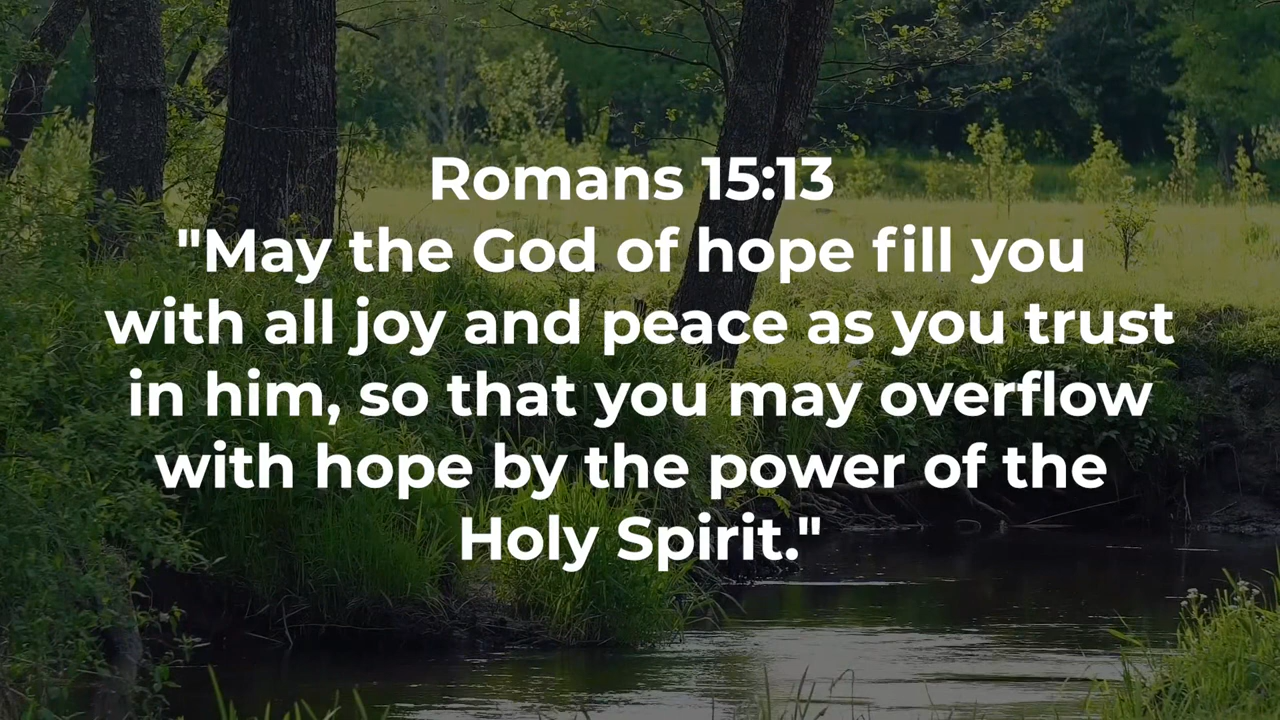 Romans 15:13
"May the God of hope fill you
with all joy and peace as you trust
in him, so that you may overflow
with hope by the power of the
Holy Spirit."